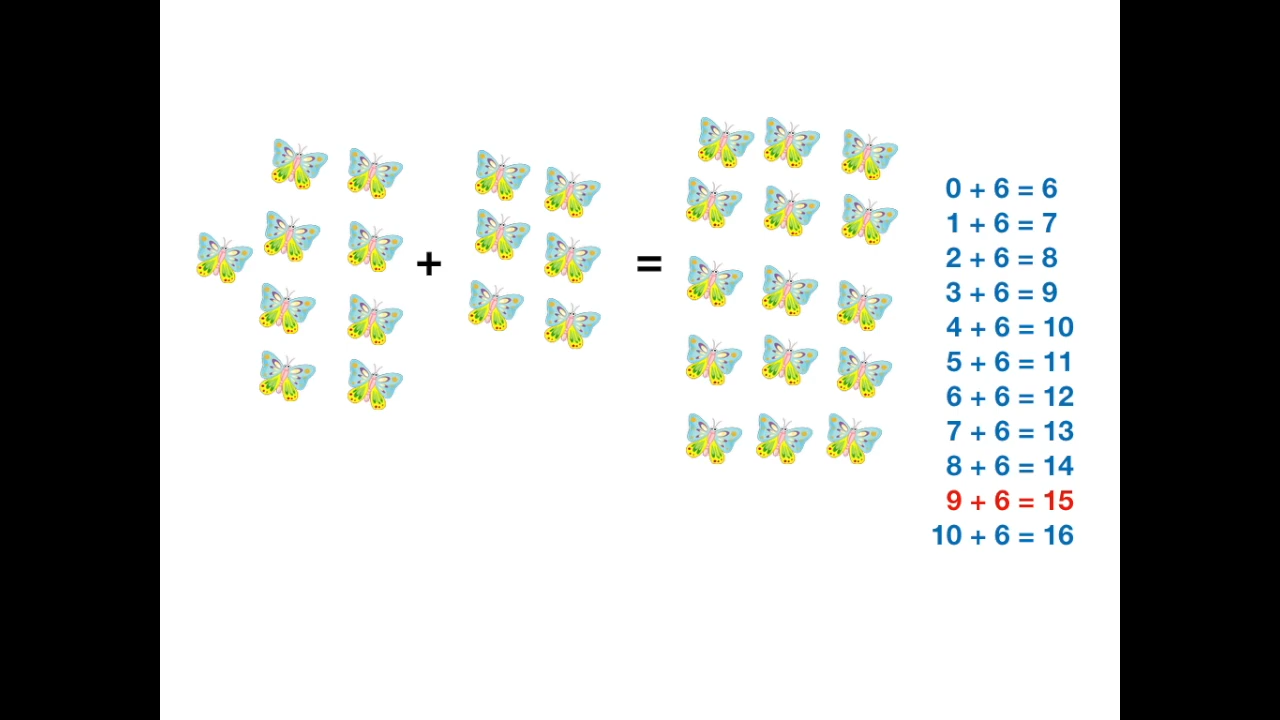 + =
0 + 6 = 6
1 + 6 = 7
2 + 6 = 8
3 + 6 = 9
4 + 6 = 10
5 + 6 = 11
6 + 6 = 12
7 + 6 = 13
8 + 6 = 14
9 + 6 = 15
10 + 6 = 16